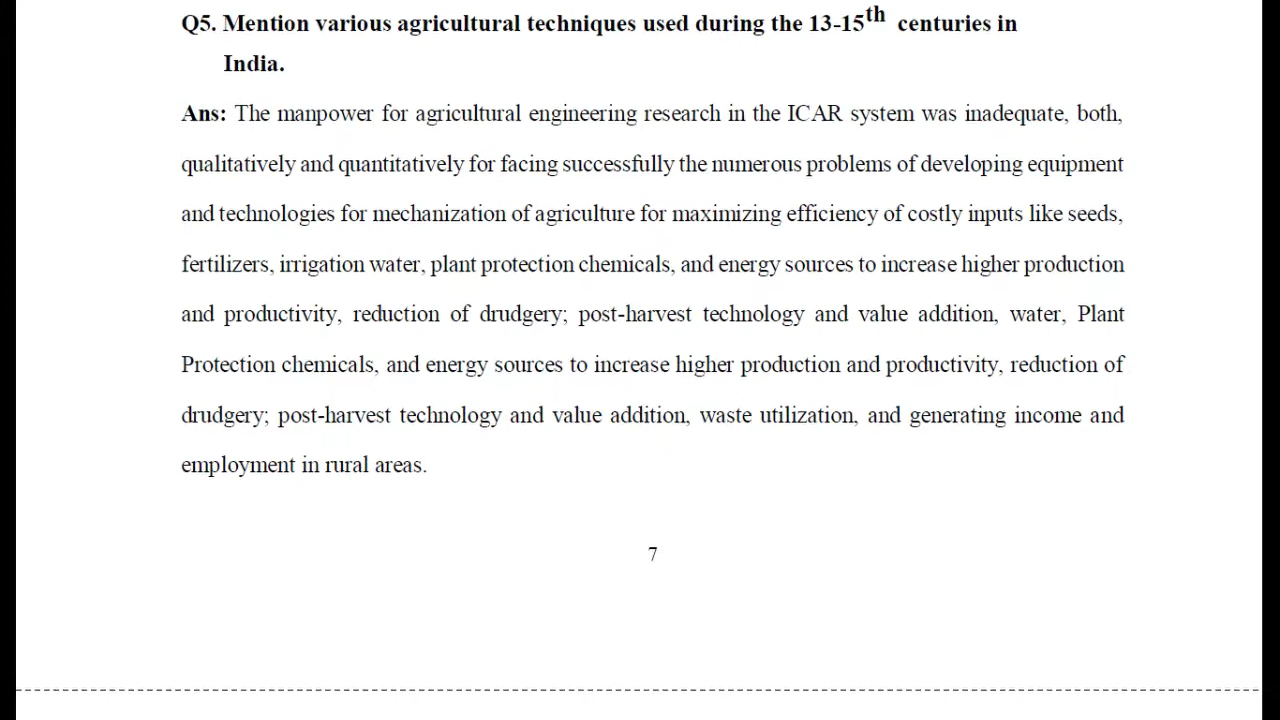 Q5. Mention various agricultural techniques used during the 13-15th centuries in
India.
Ans: The manpower for agricultural engineering research in the ICAR system was inadequate, both,
qualitatively and quantitatively for facing successfully the numerous problems of developing equipment
and technologies for mechanization of agriculture for maximizing efficiency of costly inputs like seeds,
fertilizers, irrigation water, plant protection chemicals, and energy sources to increase higher production
and productivity, reduction of drudgery; post-harvest technology and value addition, water, Plant
Protection chemicals, and energy sources to increase higher production and productivity, reduction of
drudgery; post-harvest technology and value addition, waste utilization, and generating income and
employment in rural areas.
7